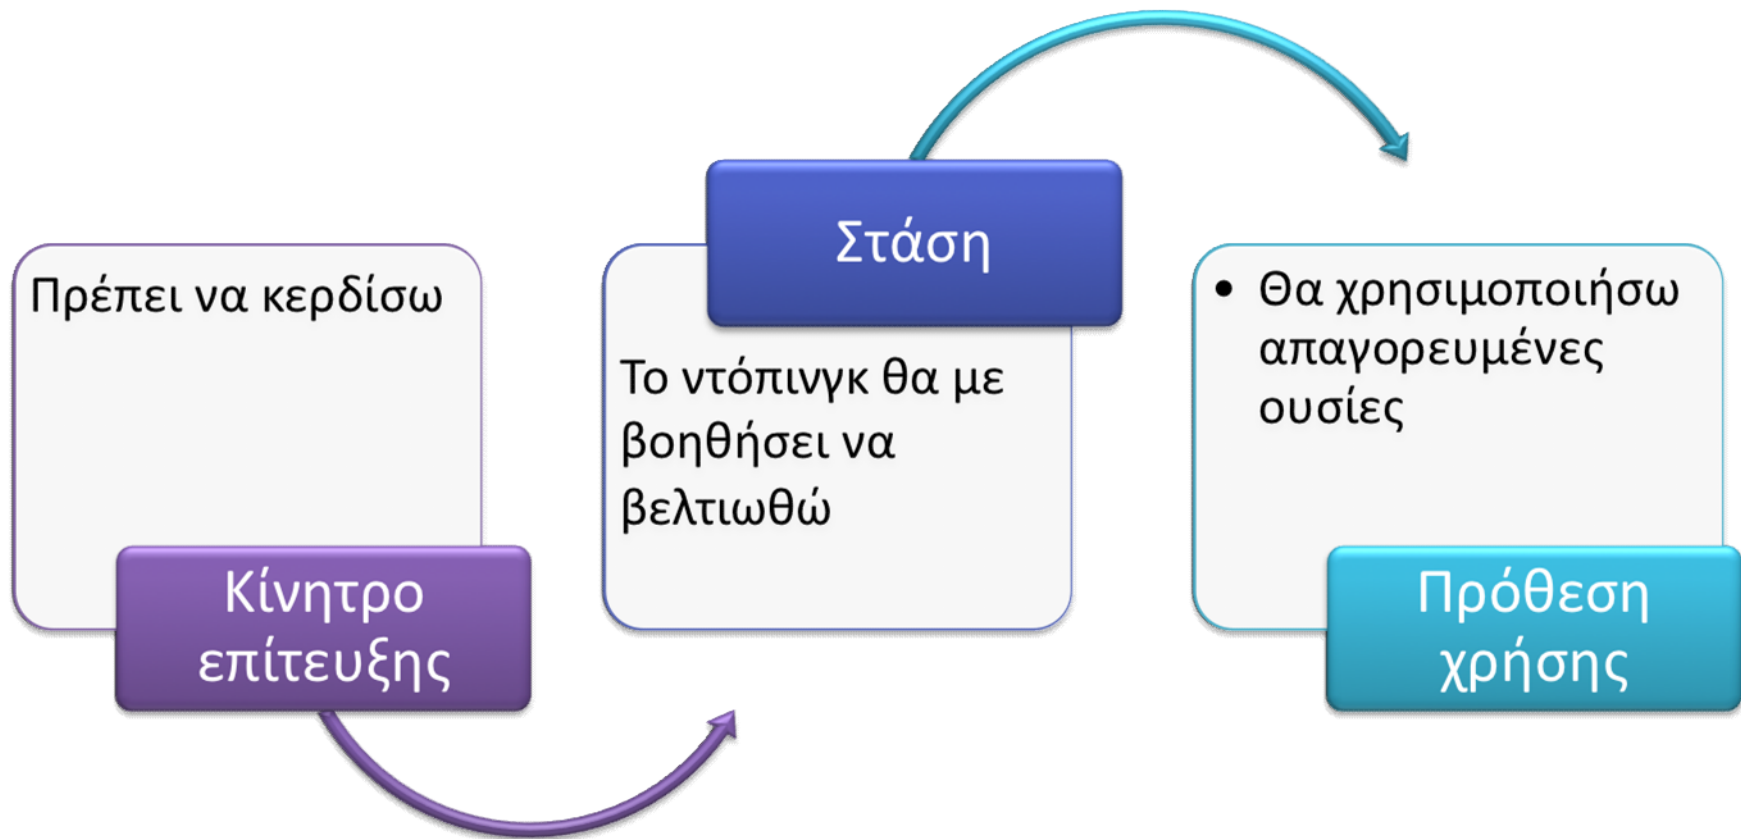 Πρέπει να κερδίσω
Κίνητρο
επίτευξης
Στάση
Το ντόπινγκ θα με
βοηθήσει να
βελτιωθώ
• Θα χρησιμοποιήσω
απαγορευμένες
ουσίες
Πρόθεση
χρήσης